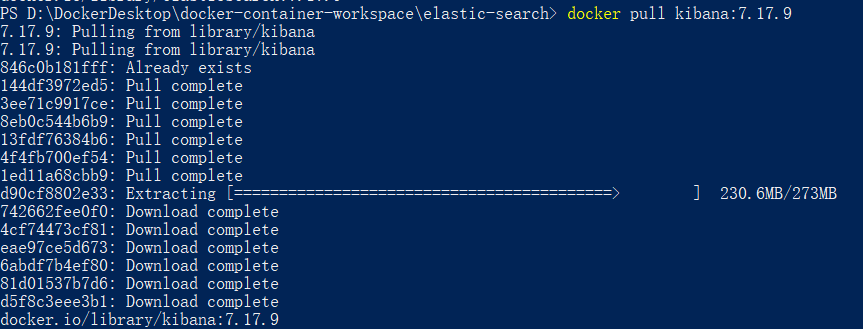 PS D:\DockerDesktop\docker-container-workspace\elastic-search> docker pull kibana:7.17.9
7.17.9: Pulling from library/kibana
7.17.9: Pulling from library/kibana
846c0b181fff: Already exists
144df3972ed5: Pull complete
3ee71c9917ce: Pull complete
8eb0c544b6b9: Pull complete
13fdf76384b6: Pull complete
4f4fb700ef54: Pull complete
1ed11a68cbb9: Pull complete
d90cf8802e33: Extracting [==========================================>        ]  230.6MB/273MB
742662fee0f0: Download complete
4cf74473cf81: Download complete
eae97ce5d673: Download complete
6abdf7b4ef80: Download complete
81d01537b7d6: Download complete
d5f8c3eee3b1: Download complete
docker.io/library/kibana:7.17.9